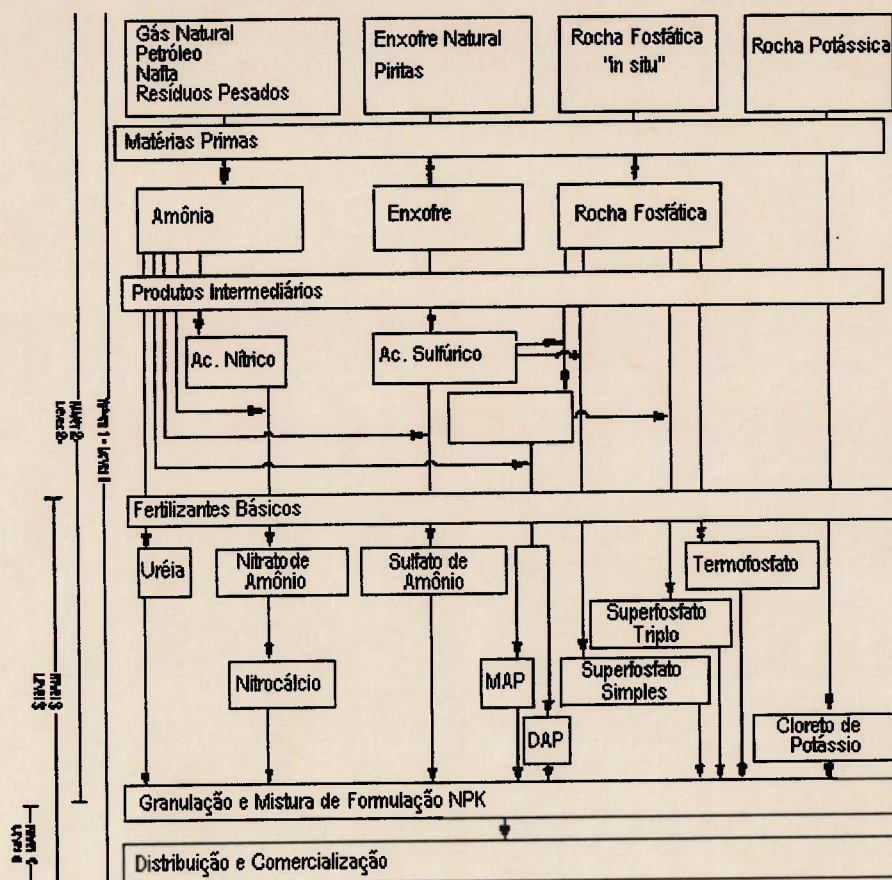 Gás Natural
Petróleo
Nafta
Resíduos Pesados
Enxofre Natural
Piritas
Rocha Fosfática
"in situ"
Rocha Potássica
Matérias Primas
Amônia
Enxofre
Rocha Fosfática
Produtos Intermediários
Ac. Nítrico
Ac. Sulfúrico
Fertilizantes Básicos
Uréia
Nitrato de
Amônio
Sulfato de
Amônio
Termofosfato
Superfosfato
Triplo
Nitrocálcio
MAP
Superfosfato
Simples
DAP
Cloreto de
Potássio
Granulação e Mistura de Formulação NPK
Distribuição e Comercialização